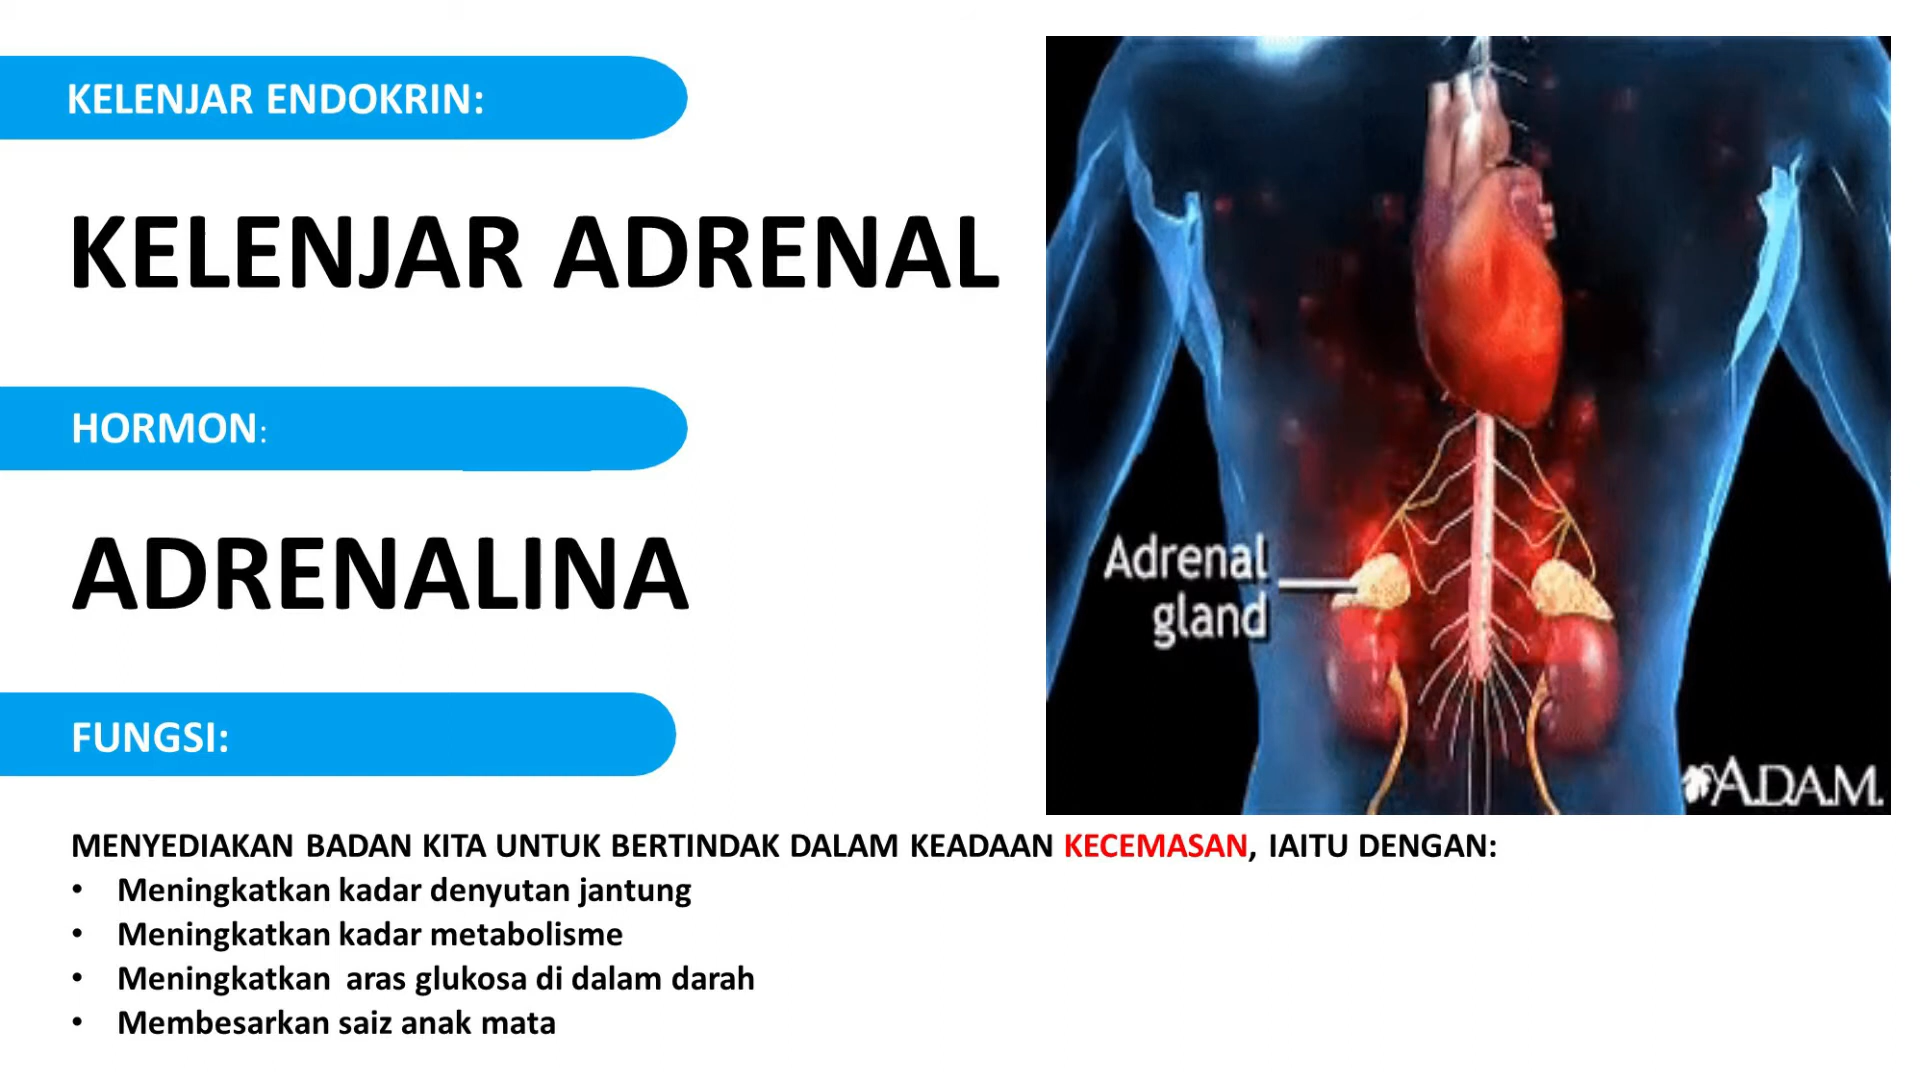 KELENJAR ENDOKRIN:
KELENJAR ADRENAL
HORMON:
ADRENALINA
FUNGSI:
Adrenal
gland
A.D.A.M.
MENYEDIAKAN BADAN KITA UNTUK BERTINDAK DALAM KEADAAN KECEMASAN, IAITU DENGAN:
• Meningkatkan kadar denyutan jantung
• Meningkatkan kadar metabolisme
• Meningkatkan aras glukosa di dalam darah
• Membesarkan saiz anak mata